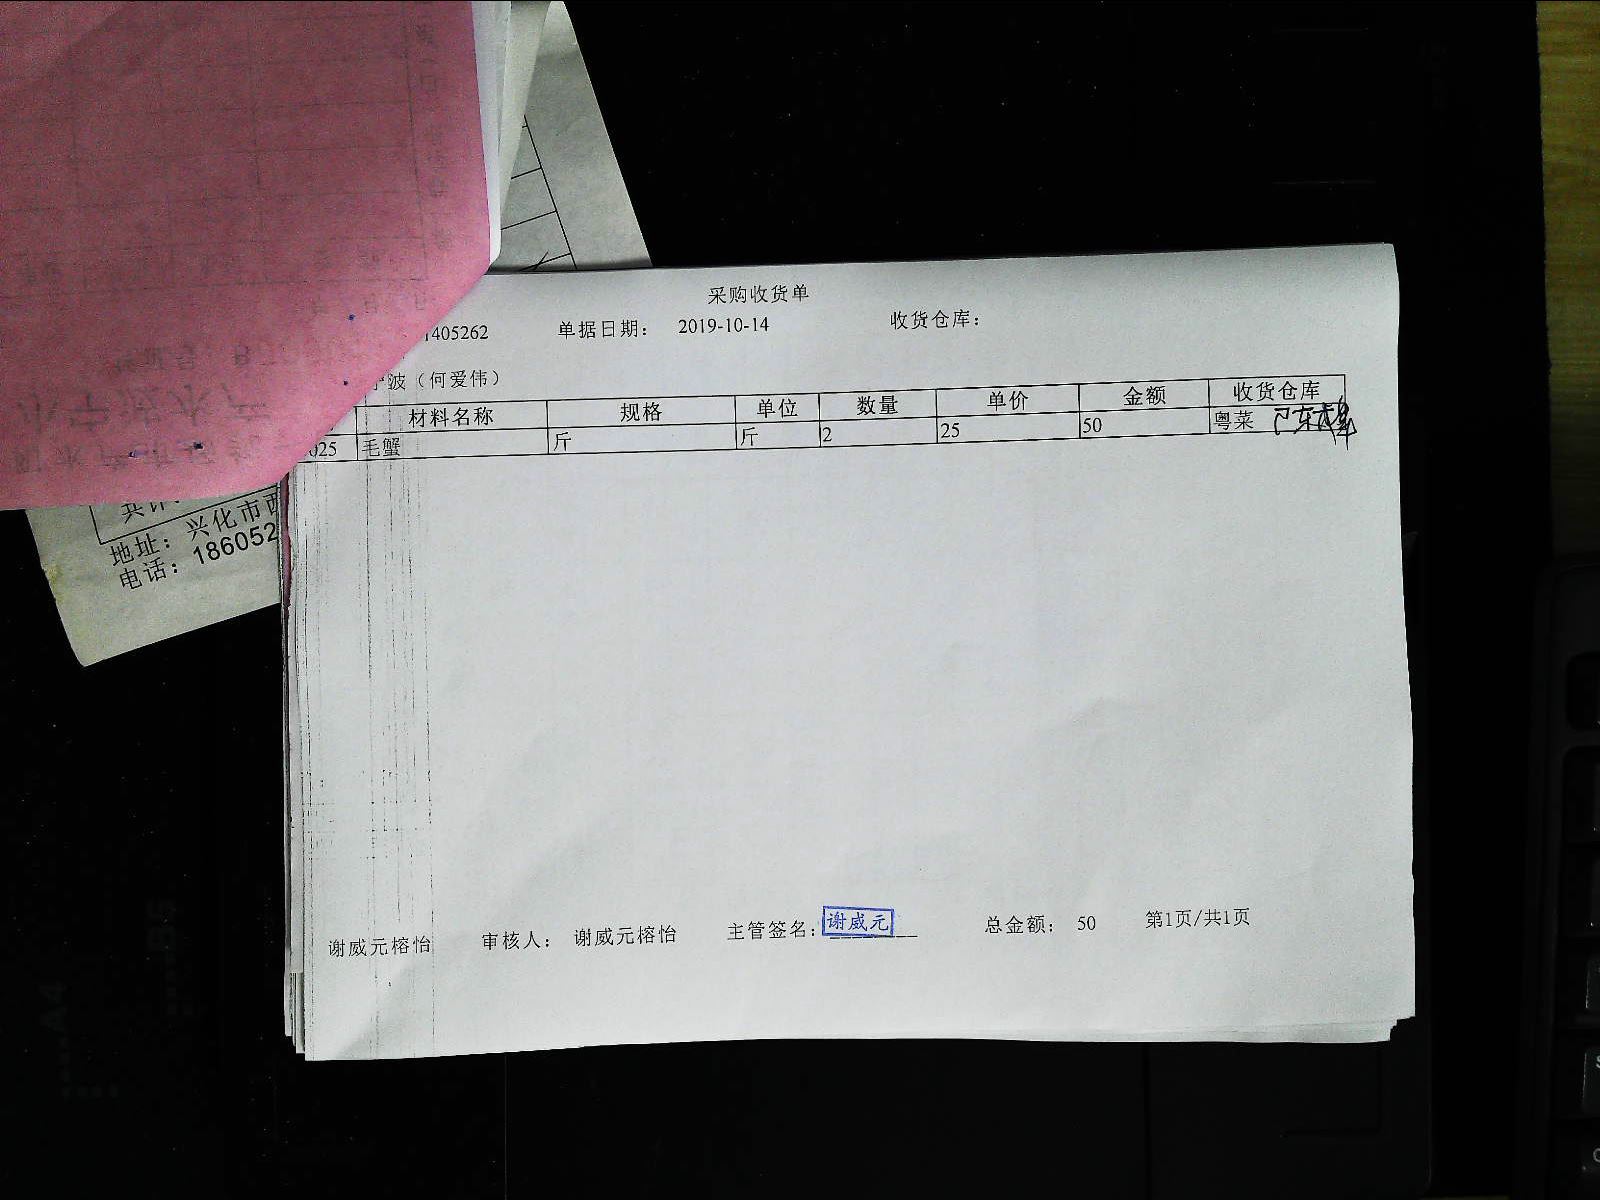 采购收货单
1405262 单据日期： 2019-10-14 收货仓库：
宁波（何爱伟）
材料名称 规格 单位 数量 单价 金额 收货仓库
025 毛蟹 斤 斤 2 25 50 粤菜
共计：
地址：兴化市西
电话：186052
谢威元榕怡 审核人： 谢威元榕怡 主管签名： 谢威元 总金额： 50 第1页/共1页